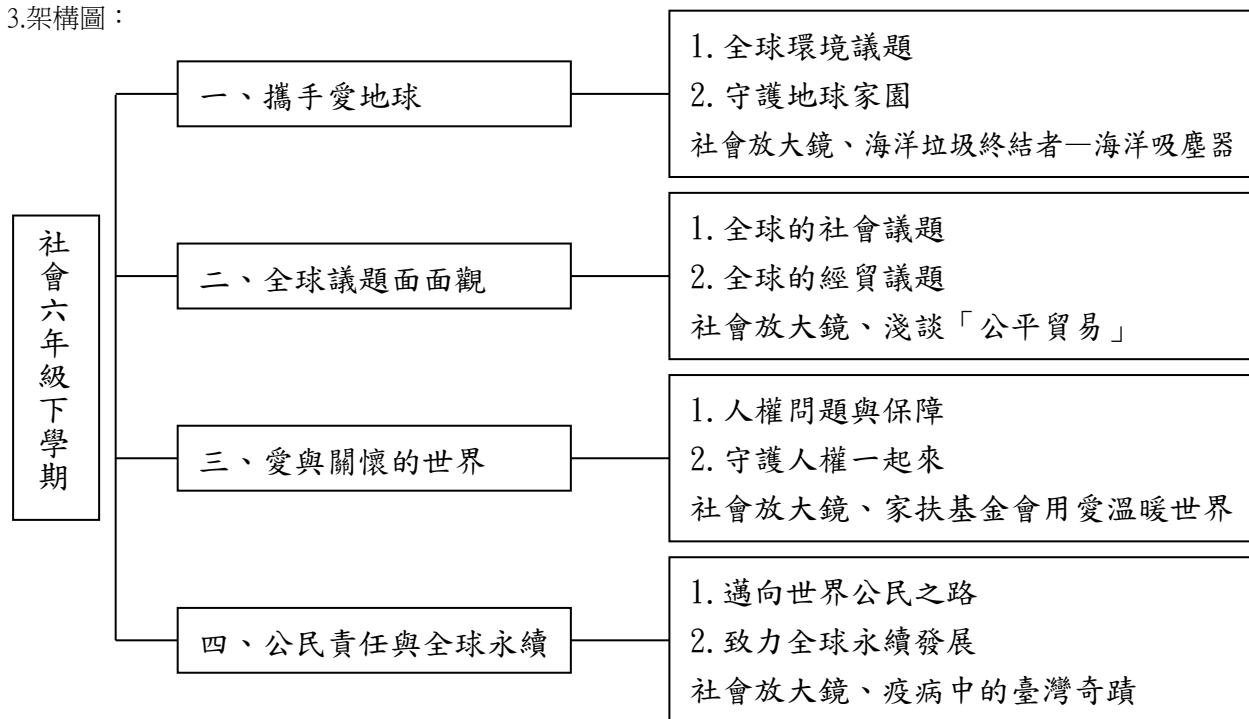 3.架構圖：
社會六年級下學期
一、攜手愛地球
1.全球環境議題
2.守護地球家園
社會放大鏡、海洋垃圾終結者—海洋吸塵器
二、全球議題面面觀
1.全球的社會議題
2.全球的經貿議題
社會放大鏡、淺談「公平貿易」
三、愛與關懷的世界
1.人權問題與保障
2.守護人權一起來
社會放大鏡、家扶基金會用愛溫暖世界
四、公民責任與全球永續
1.邁向世界公民之路
2.致力全球永續發展
社會放大鏡、疫病中的臺灣奇蹟